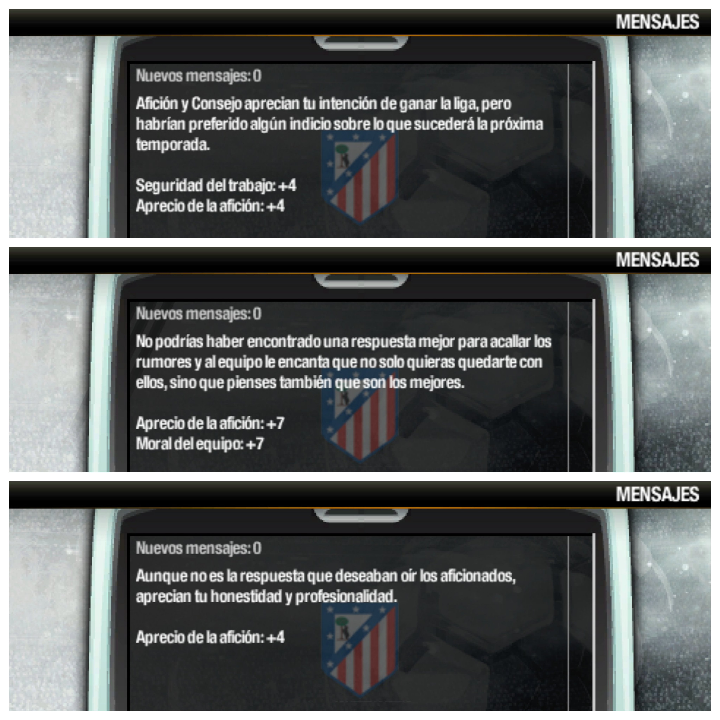 MENSAJES
Nuevos mensajes: 0
Afición y Consejo aprecian tu intención de ganar la liga, pero
habrían preferido algún indicio sobre lo que sucederá la próxima
temporada.
Seguridad del trabajo: +4
Aprecio de la afición: +4
MENSAJES
Nuevos mensajes: 0
No podrías haber encontrado una respuesta mejor para acallar los
rumores y al equipo le encanta que no solo quieras quedarte con
ellos, sino que pienses también que son los mejores.
Aprecio de la afición: +7
Moral del equipo: +7
MENSAJES
Nuevos mensajes: 0
Aunque no es la respuesta que deseaban oír los aficionados,
aprecian tu honestidad y profesionalidad.
Aprecio de la afición: +4